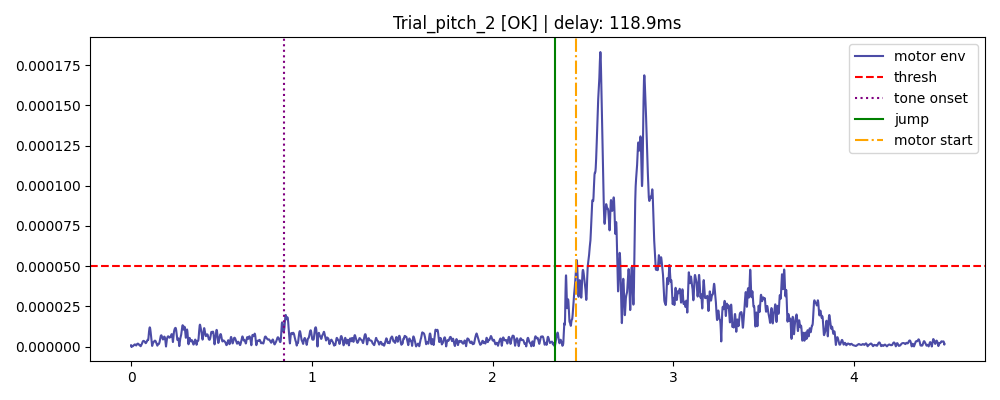 Trial_pitch_2 [OK] | delay: 118.9ms
0.000175
0.000150
0.000125
0.000100
0.000075
0.000050
0.000025
0.000000
motor env
thresh
tone onset
jump
motor start
0 1 2 3 4